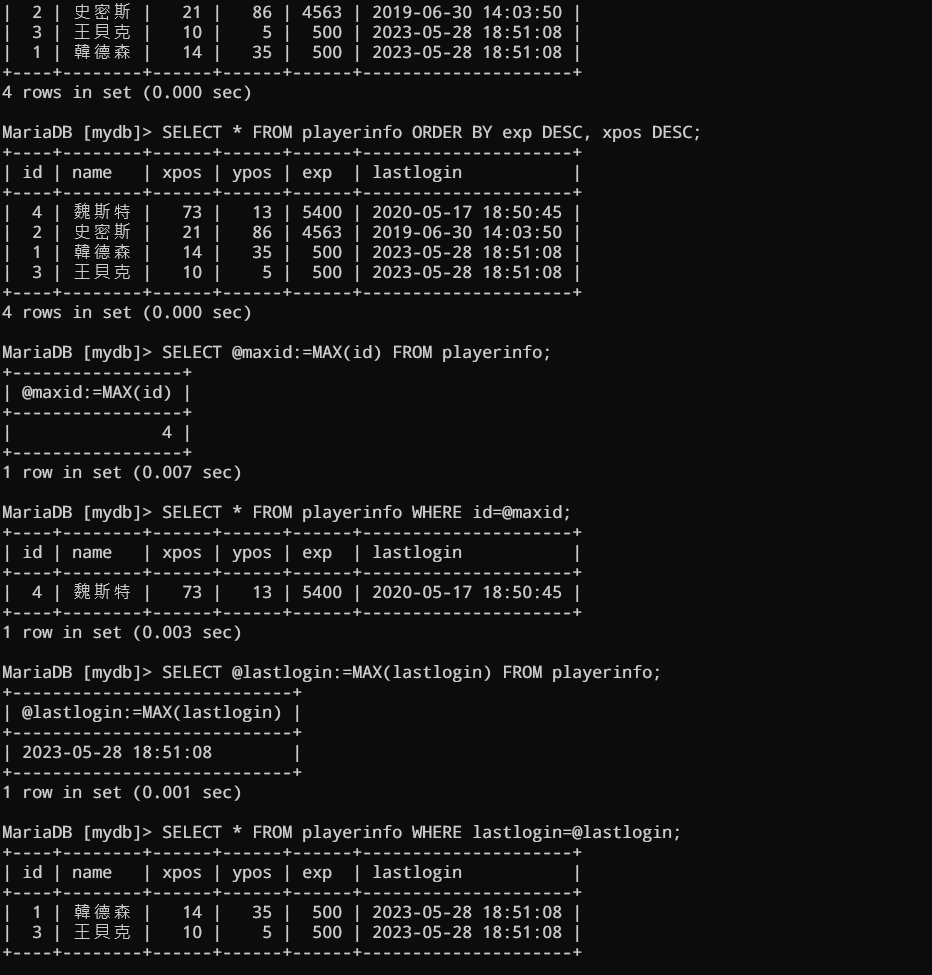 |  2 | 史密斯 |   21 |   86 | 4563 | 2019-06-30 14:03:50 |
|  3 | 王貝克 |   10 |    5 |  500 | 2023-05-28 18:51:08 |
|  1 | 韓德森 |   14 |   35 |  500 | 2023-05-28 18:51:08 |
+----+--------+------+------+------+---------------------+
4 rows in set (0.000 sec)
MariaDB [mydb]> SELECT * FROM playerinfo ORDER BY exp DESC, xpos DESC;
+----+--------+------+------+------+---------------------+
| id | name   | xpos | ypos | exp  | lastlogin           |
+----+--------+------+------+------+---------------------+
|  4 | 魏斯特 |   73 |   13 | 5400 | 2020-05-17 18:50:45 |
|  2 | 史密斯 |   21 |   86 | 4563 | 2019-06-30 14:03:50 |
|  1 | 韓德森 |   14 |   35 |  500 | 2023-05-28 18:51:08 |
|  3 | 王貝克 |   10 |    5 |  500 | 2023-05-28 18:51:08 |
+----+--------+------+------+------+---------------------+
4 rows in set (0.000 sec)
MariaDB [mydb]> SELECT @maxid:=MAX(id) FROM playerinfo;
+-----------------+
| @maxid:=MAX(id) |
+-----------------+
|               4 |
+-----------------+
1 row in set (0.007 sec)
MariaDB [mydb]> SELECT * FROM playerinfo WHERE id=@maxid;
+----+--------+------+------+------+---------------------+
| id | name   | xpos | ypos | exp  | lastlogin           |
+----+--------+------+------+------+---------------------+
|  4 | 魏斯特 |   73 |   13 | 5400 | 2020-05-17 18:50:45 |
+----+--------+------+------+------+---------------------+
1 row in set (0.003 sec)
MariaDB [mydb]> SELECT @lastlogin:=MAX(lastlogin) FROM playerinfo;
+----------------------------+
| @lastlogin:=MAX(lastlogin) |
+----------------------------+
| 2023-05-28 18:51:08        |
+----------------------------+
1 row in set (0.001 sec)
MariaDB [mydb]> SELECT * FROM playerinfo WHERE lastlogin=@lastlogin;
+----+--------+------+------+------+---------------------+
| id | name   | xpos | ypos | exp  | lastlogin           |
+----+--------+------+------+------+---------------------+
|  1 | 韓德森 |   14 |   35 |  500 | 2023-05-28 18:51:08 |
|  3 | 王貝克 |   10 |    5 |  500 | 2023-05-28 18:51:08 |
+----+--------+------+------+------+---------------------+